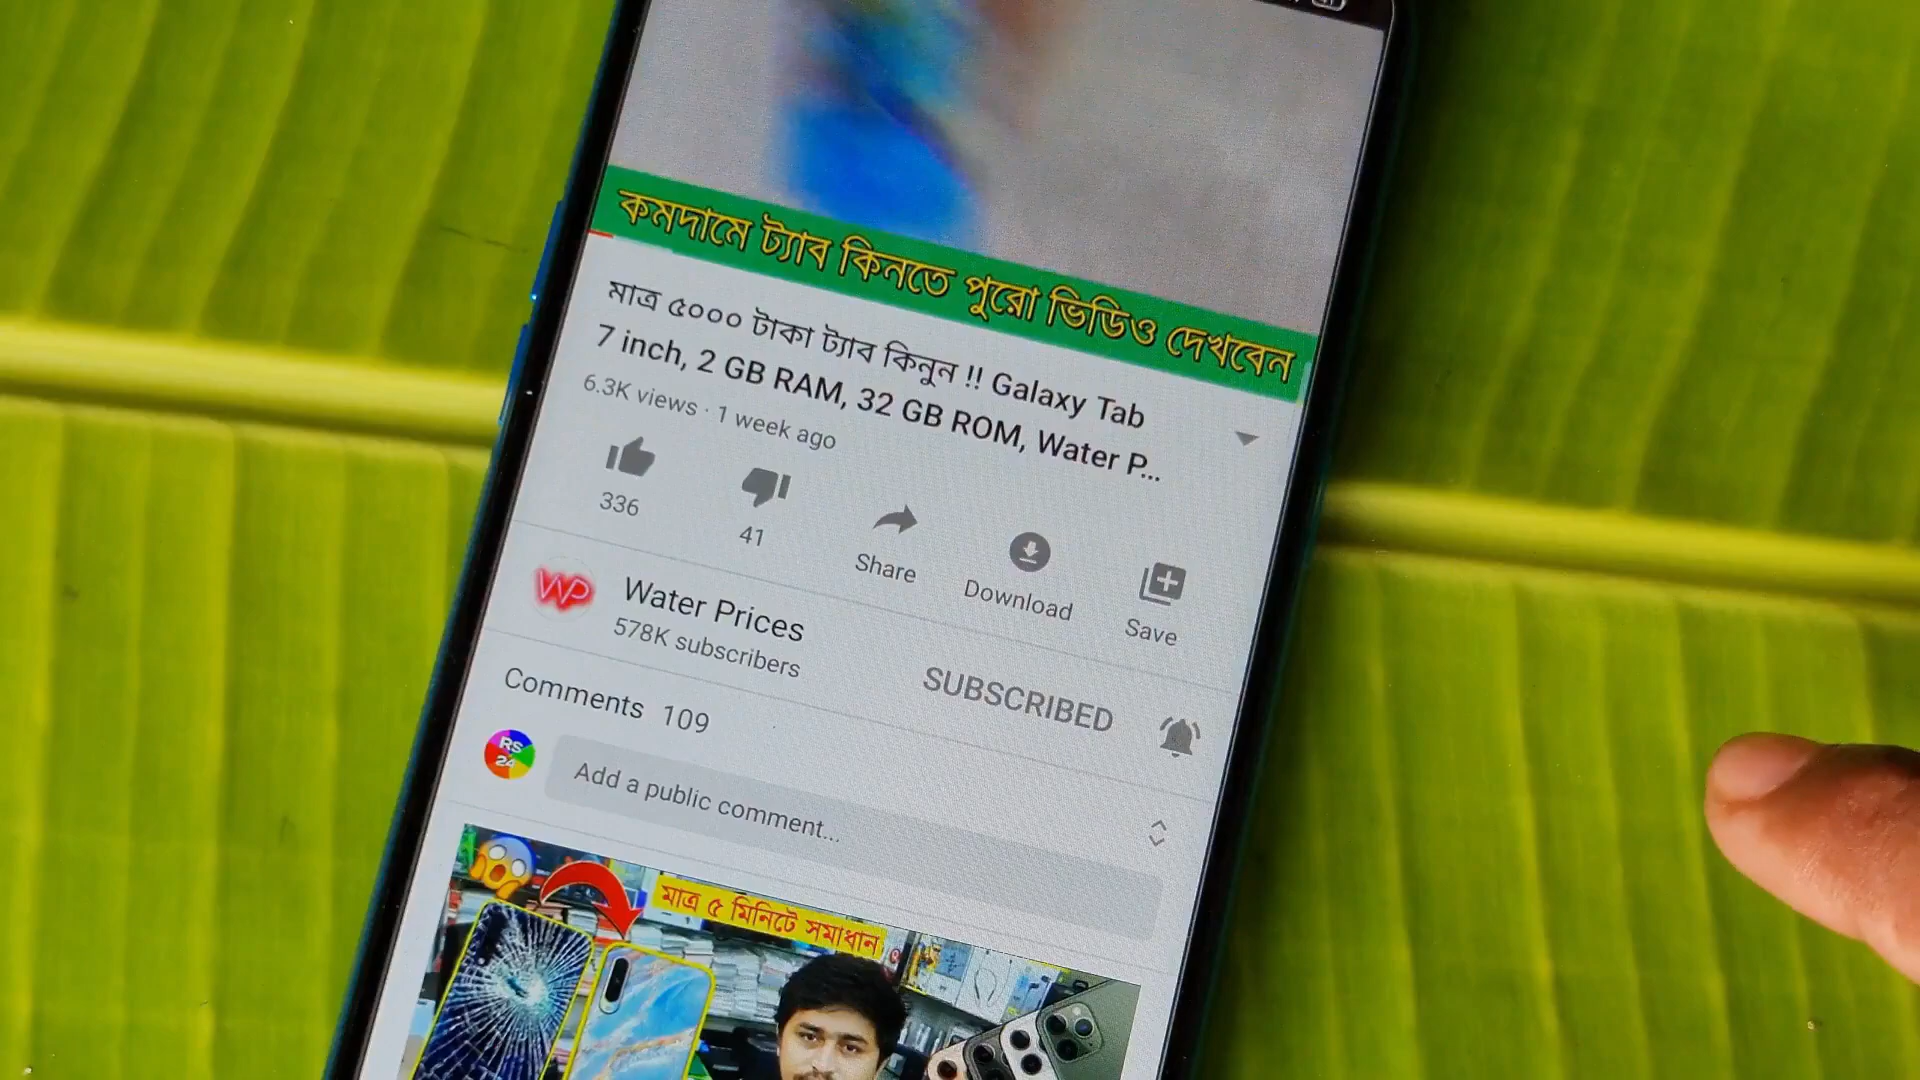 কমদামে ট্যাব কিনতে পুরো ভিডিও দেখবেন
মাত্র ৫০০০ টাকা ট্যাব কিনুন !! Galaxy Tab
7 inch, 2 GB RAM, 32 GB ROM, Water P...
6.3K views · 1 week ago
336
41
Share
Download
Save
WP
Water Prices
578K subscribers
SUBSCRIBED
Comments 109
RS
24
Add a public comment...
মাত্র ৫ মিনিটে সমাধান